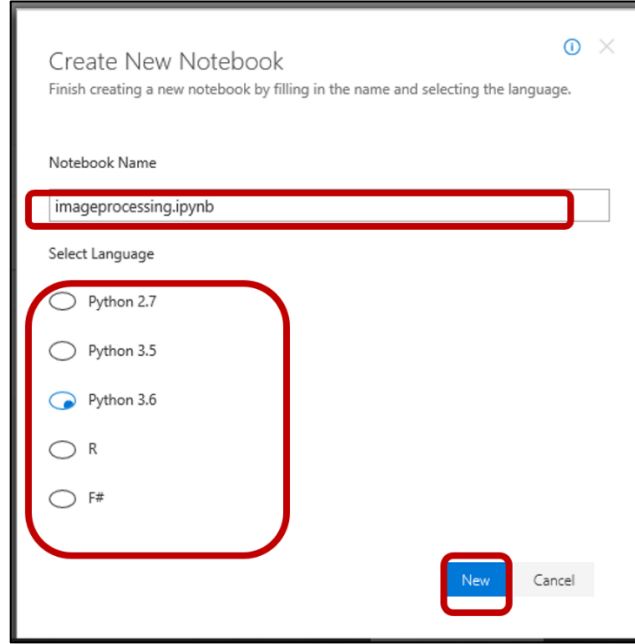 Create New Notebook
Finish creating a new notebook by filling in the name and selecting the language.
Notebook Name
imageprocessing.ipynb
Select Language
Python 2.7
Python 3.5
Python 3.6
R
F#
New Cancel